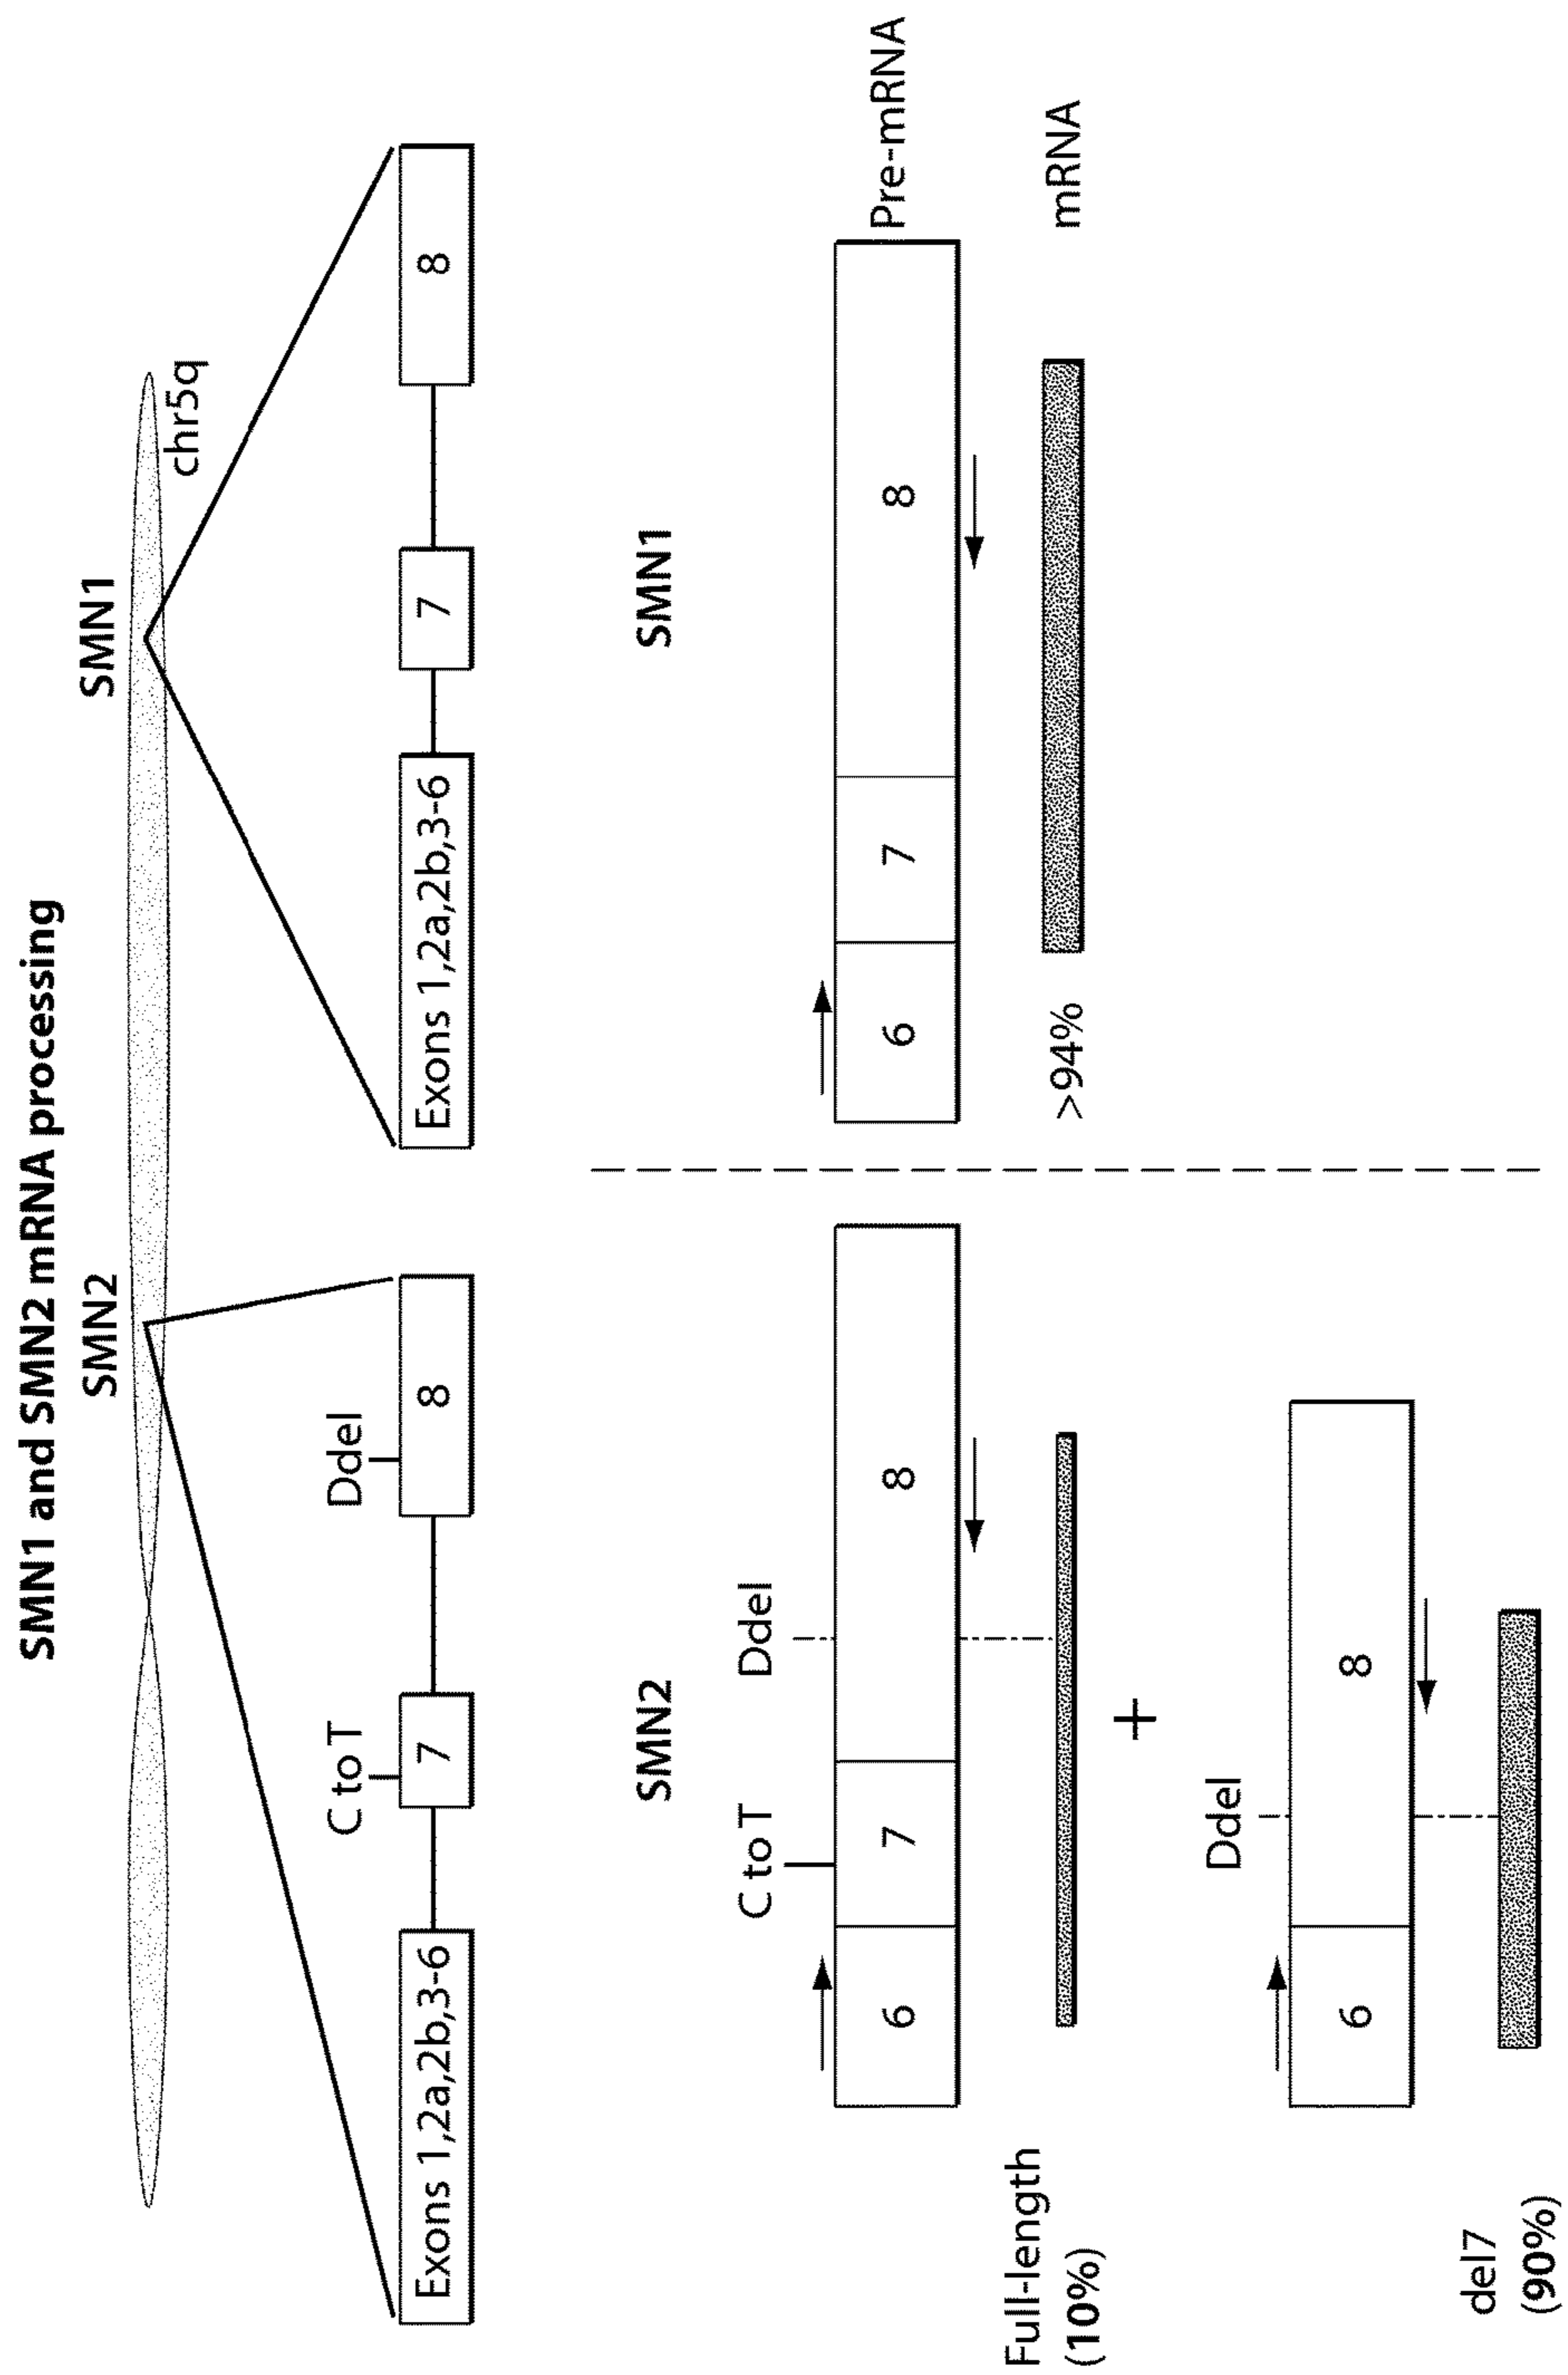 SMN1 and SMN2 mRNA processing
SMN2
SMN1
chr5q
C to T
DdeI
Exons 1,2a,2b,3-6
7
8
Exons 1,2a,2b,3-6
7
8
SMN2
SMN1
C to T
DdeI
6
7
8
6
7
8
Pre-mRNA
Full-length
(10%)
>94%
mRNA
+
DdeI
6
8
del7
(90%)